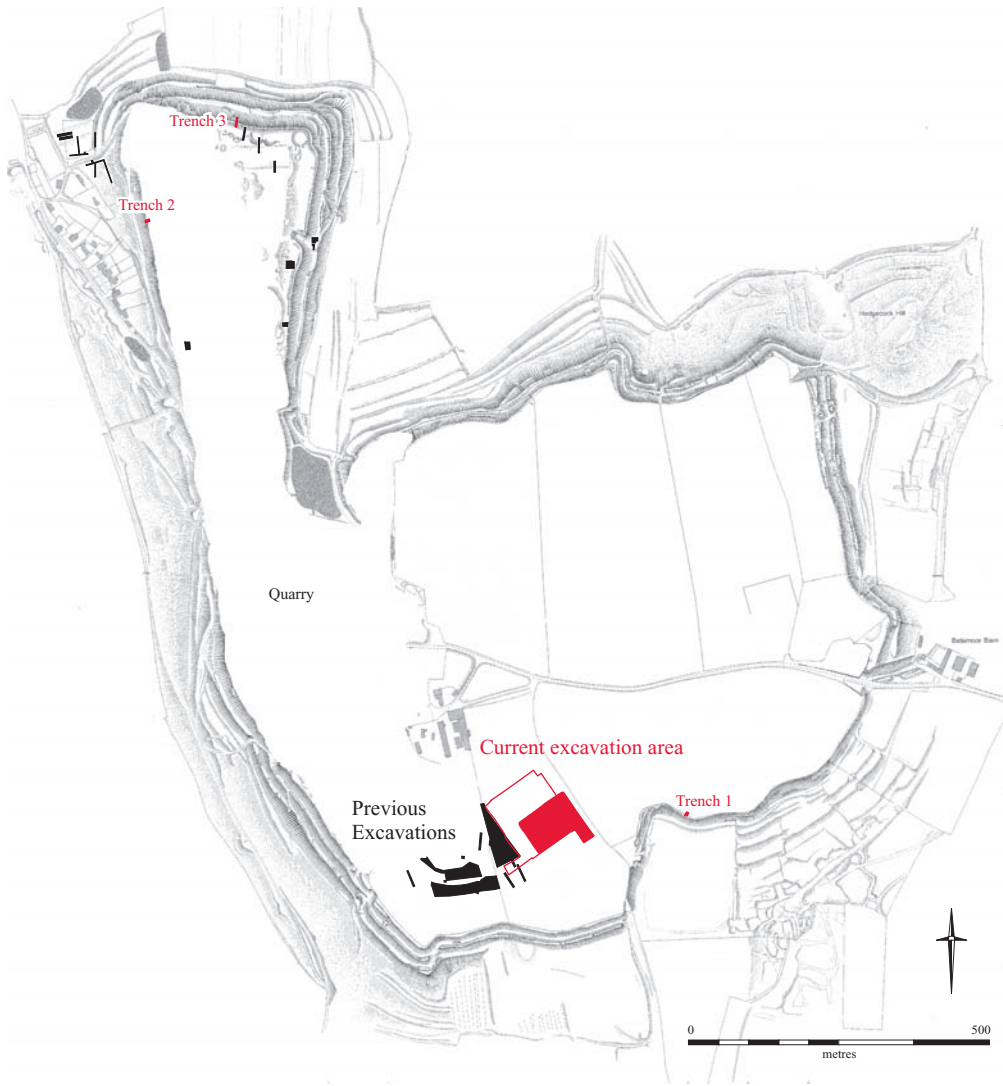 Trench 3
Trench 2
Hedgecock Hill
Quarry
Batemoor Barn
Current excavation area
Trench 1
Previous
Excavations
0
500
metres